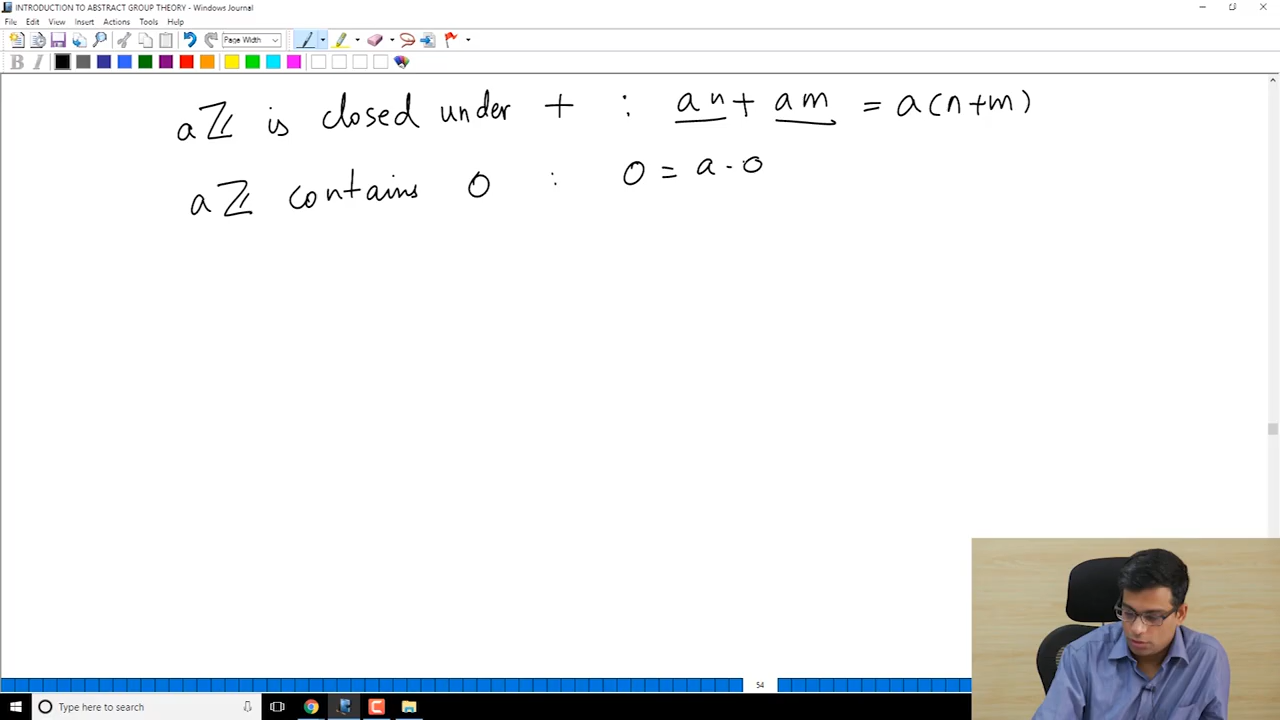 INTRODUCTION TO ABSTRACT GROUP THEORY - Windows Journal
File Edit View Insert Actions Tools Help
Page Width
B I
aℤ is closed under + : an + am = a(n+m)
aℤ contains 0 : 0 = a·0
54
Type here to search